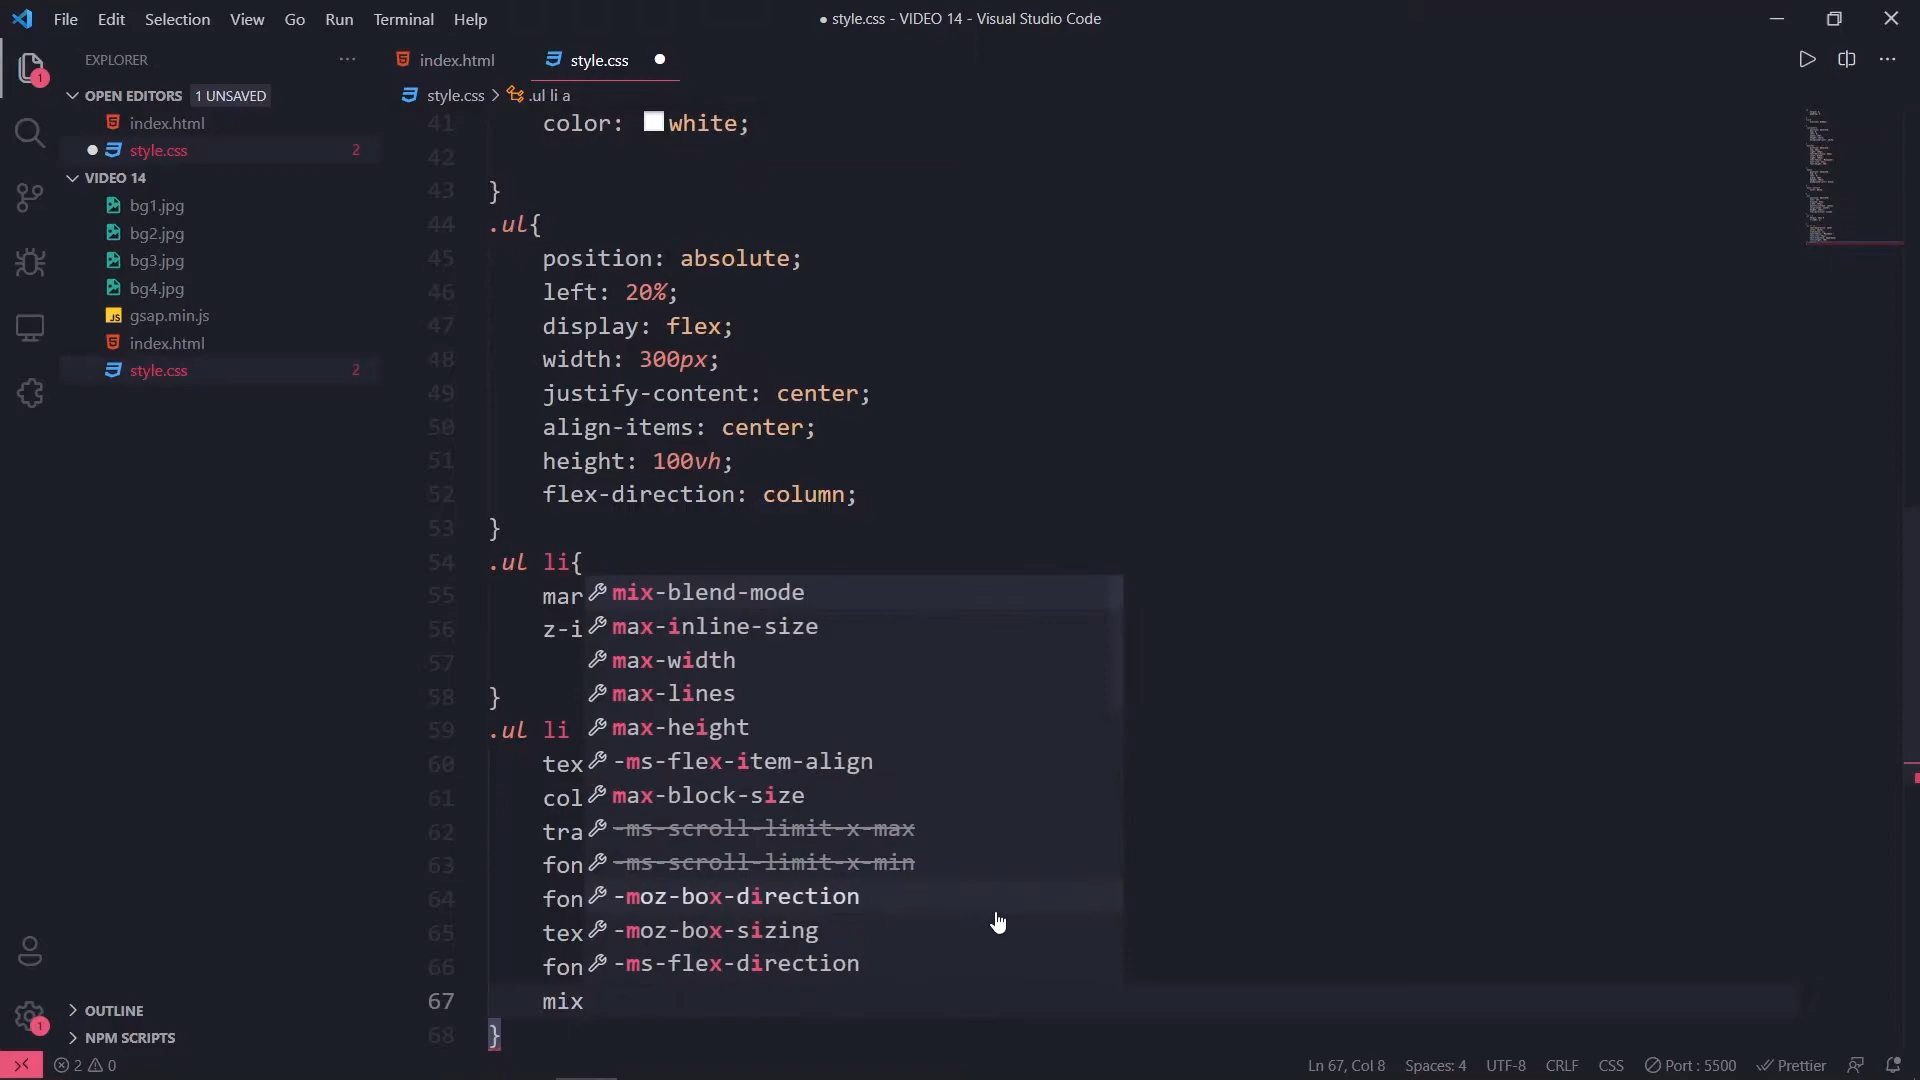 File Edit Selection View Go Run Terminal Help
● style.css - VIDEO 14 - Visual Studio Code
EXPLORER
index.html
style.css
OPEN EDITORS 1 UNSAVED
index.html
style.css 2
VIDEO 14
bg1.jpg
bg2.jpg
bg3.jpg
bg4.jpg
JS gsap.min.js
index.html
style.css 2
OUTLINE
NPM SCRIPTS
1
1
style.css > .ul li a
41 color: white;
42
43 }
44 .ul{
45 position: absolute;
46 left: 20%;
47 display: flex;
48 width: 300px;
49 justify-content: center;
50 align-items: center;
51 height: 100vh;
52 flex-direction: column;
53 }
54 .ul li{
55 mar
56 z-i
57
58 }
59 .ul li
60 tex
61 col
62 tra
63 fon
64 fon
65 tex
66 fon
67 mix
68 }
mix-blend-mode
max-inline-size
max-width
max-lines
max-height
-ms-flex-item-align
max-block-size
-ms-scroll-limit-x-max
-ms-scroll-limit-x-min
-moz-box-direction
-moz-box-sizing
-ms-flex-direction
2 0
Ln 67, Col 8 Spaces: 4 UTF-8 CRLF CSS Port : 5500 Prettier